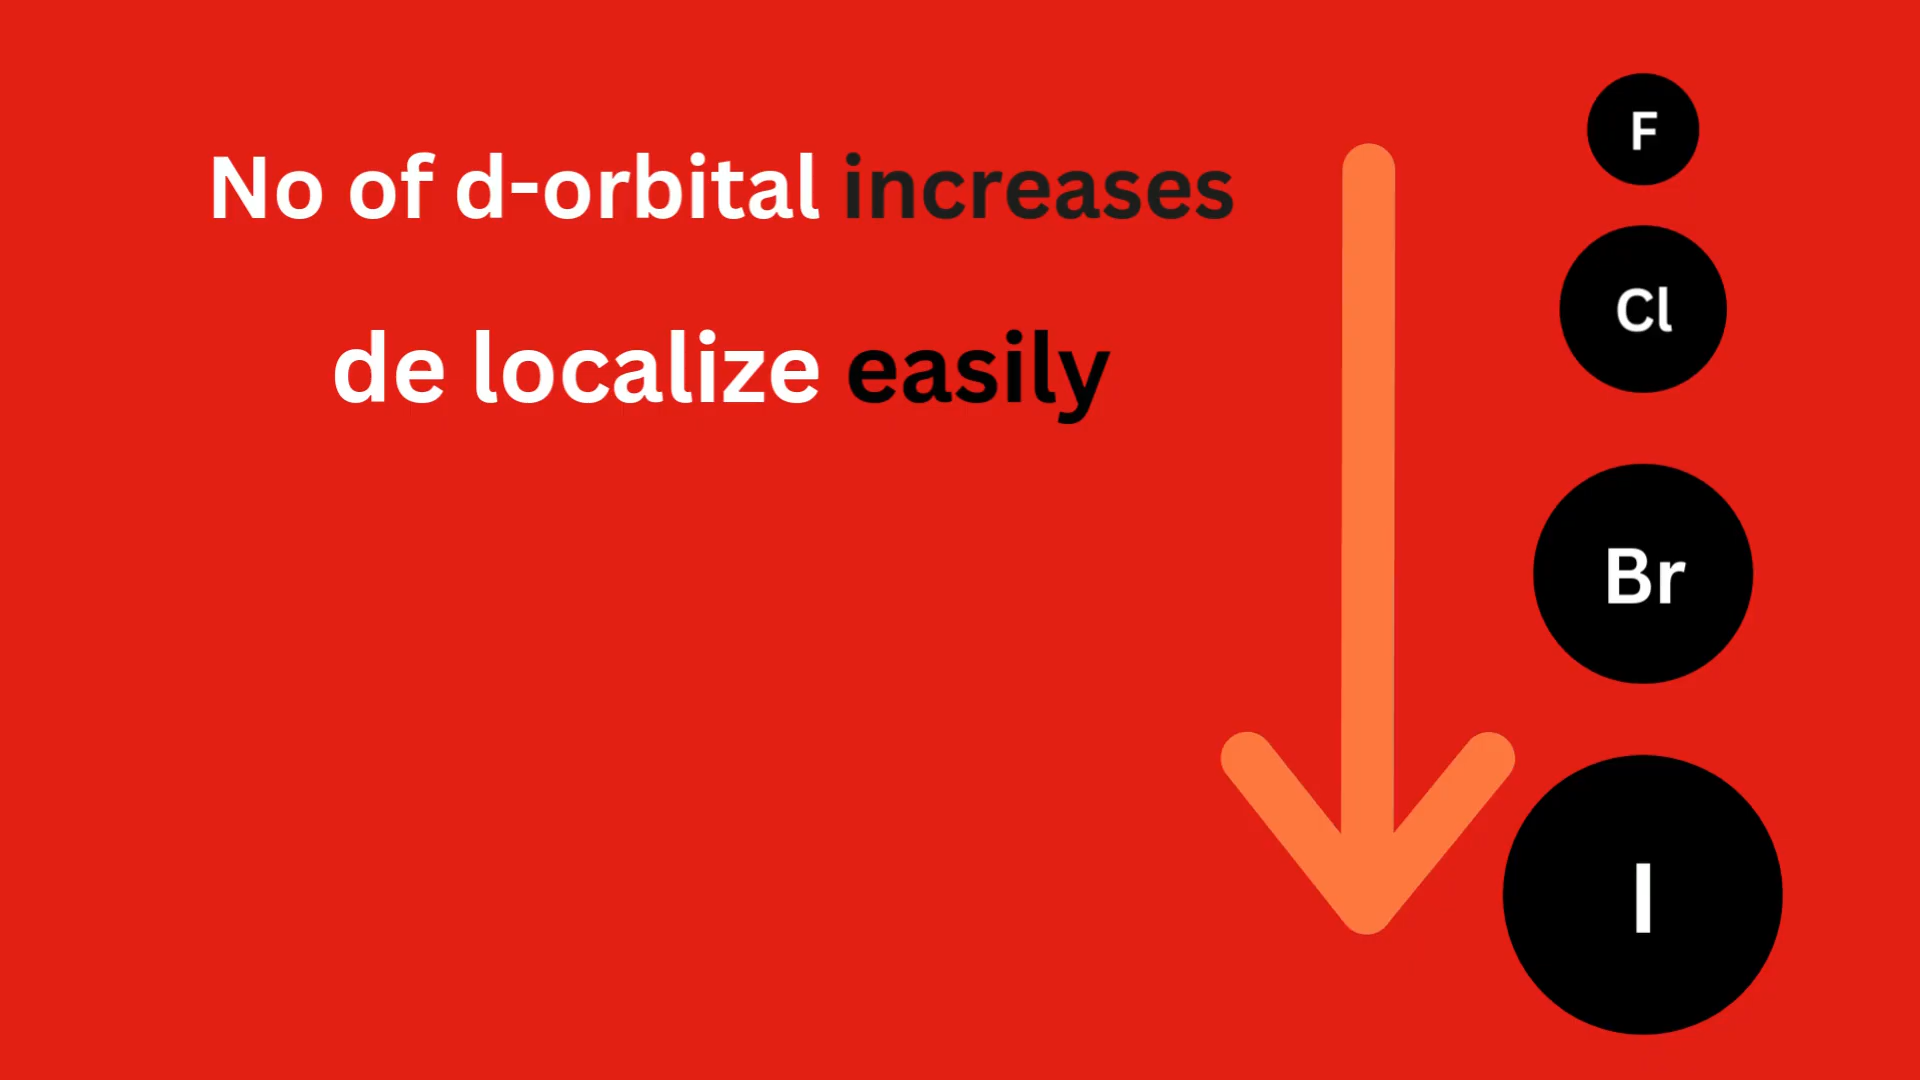 No of d-orbital increases
de localize easily
F
Cl
Br
I